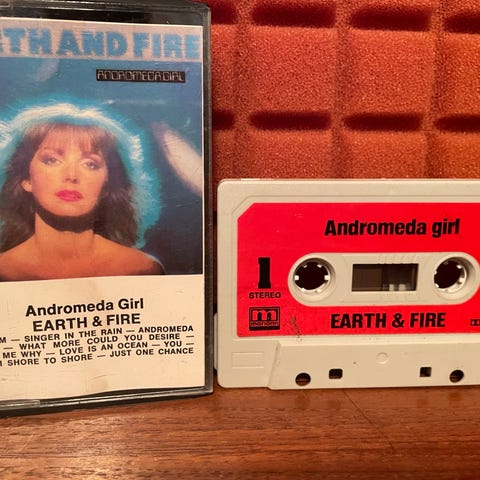 TH AND FIRE
ANDROMEDA GIRL
Andromeda Girl
EARTH & FIRE
M — SINGER IN THE RAIN — ANDROMEDA
— WHAT MORE COULD YOU DESIRE —
ME WHY — LOVE IS AN OCEAN — YOU —
M SHORE TO SHORE — JUST ONE CHANCE
Andromeda girl
1
STEREO
m
EARTH & FIRE